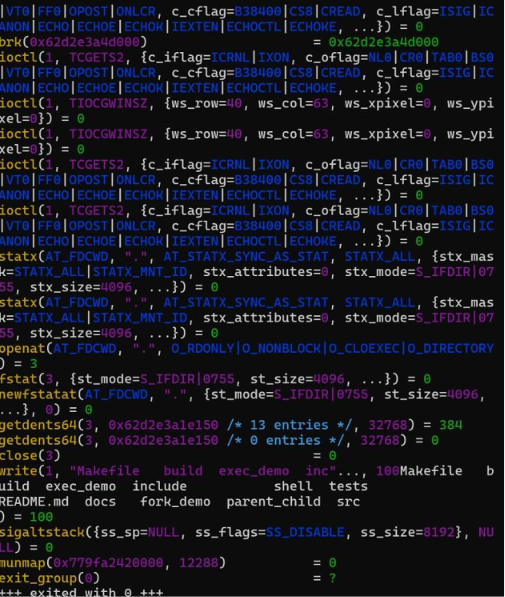 |VT0|FF0|OPOST|ONLCR, c_cflag=B38400|CS8|CREAD, c_lflag=ISIG|IC
ANON|ECHO|ECHOE|ECHOK|IEXTEN|ECHOCTL|ECHOKE, ...}) = 0
brk(0x62d2e3a4d000) = 0x62d2e3a4d000
ioctl(1, TCGETS2, {c_iflag=ICRNL|IXON, c_oflag=NL0|CR0|TAB0|BS0
|VT0|FF0|OPOST|ONLCR, c_cflag=B38400|CS8|CREAD, c_lflag=ISIG|IC
ANON|ECHO|ECHOE|ECHOK|IEXTEN|ECHOCTL|ECHOKE, ...}) = 0
ioctl(1, TIOCGWINSZ, {ws_row=40, ws_col=63, ws_xpixel=0, ws_ypi
xel=0}) = 0
ioctl(1, TIOCGWINSZ, {ws_row=40, ws_col=63, ws_xpixel=0, ws_ypi
xel=0}) = 0
ioctl(1, TCGETS2, {c_iflag=ICRNL|IXON, c_oflag=NL0|CR0|TAB0|BS0
|VT0|FF0|OPOST|ONLCR, c_cflag=B38400|CS8|CREAD, c_lflag=ISIG|IC
ANON|ECHO|ECHOE|ECHOK|IEXTEN|ECHOCTL|ECHOKE, ...}) = 0
ioctl(1, TCGETS2, {c_iflag=ICRNL|IXON, c_oflag=NL0|CR0|TAB0|BS0
|VT0|FF0|OPOST|ONLCR, c_cflag=B38400|CS8|CREAD, c_lflag=ISIG|IC
ANON|ECHO|ECHOE|ECHOK|IEXTEN|ECHOCTL|ECHOKE, ...}) = 0
statx(AT_FDCWD, ".", AT_STATX_SYNC_AS_STAT, STATX_ALL, {stx_mas
k=STATX_ALL|STATX_MNT_ID, stx_attributes=0, stx_mode=S_IFDIR|07
55, stx_size=4096, ...}) = 0
statx(AT_FDCWD, ".", AT_STATX_SYNC_AS_STAT, STATX_ALL, {stx_mas
k=STATX_ALL|STATX_MNT_ID, stx_attributes=0, stx_mode=S_IFDIR|07
55, stx_size=4096, ...}) = 0
openat(AT_FDCWD, ".", O_RDONLY|O_NONBLOCK|O_CLOEXEC|O_DIRECTORY
) = 3
fstat(3, {st_mode=S_IFDIR|0755, st_size=4096, ...}) = 0
newfstatat(AT_FDCWD, ".", {st_mode=S_IFDIR|0755, st_size=4096,
...}, 0) = 0
getdents64(3, 0x62d2e3a1e150 /* 13 entries */, 32768) = 384
getdents64(3, 0x62d2e3a1e150 /* 0 entries */, 32768) = 0
close(3) = 0
write(1, "Makefile   build   exec_demo  inc"..., 100Makefile   b
uild  exec_demo  include           shell  tests
README.md  docs   fork_demo  parent_child  src
) = 100
sigaltstack({ss_sp=NULL, ss_flags=SS_DISABLE, ss_size=8192}, NU
LL) = 0
munmap(0x779fa2420000, 12288) = 0
exit_group(0) = ?
+++ exited with 0 +++